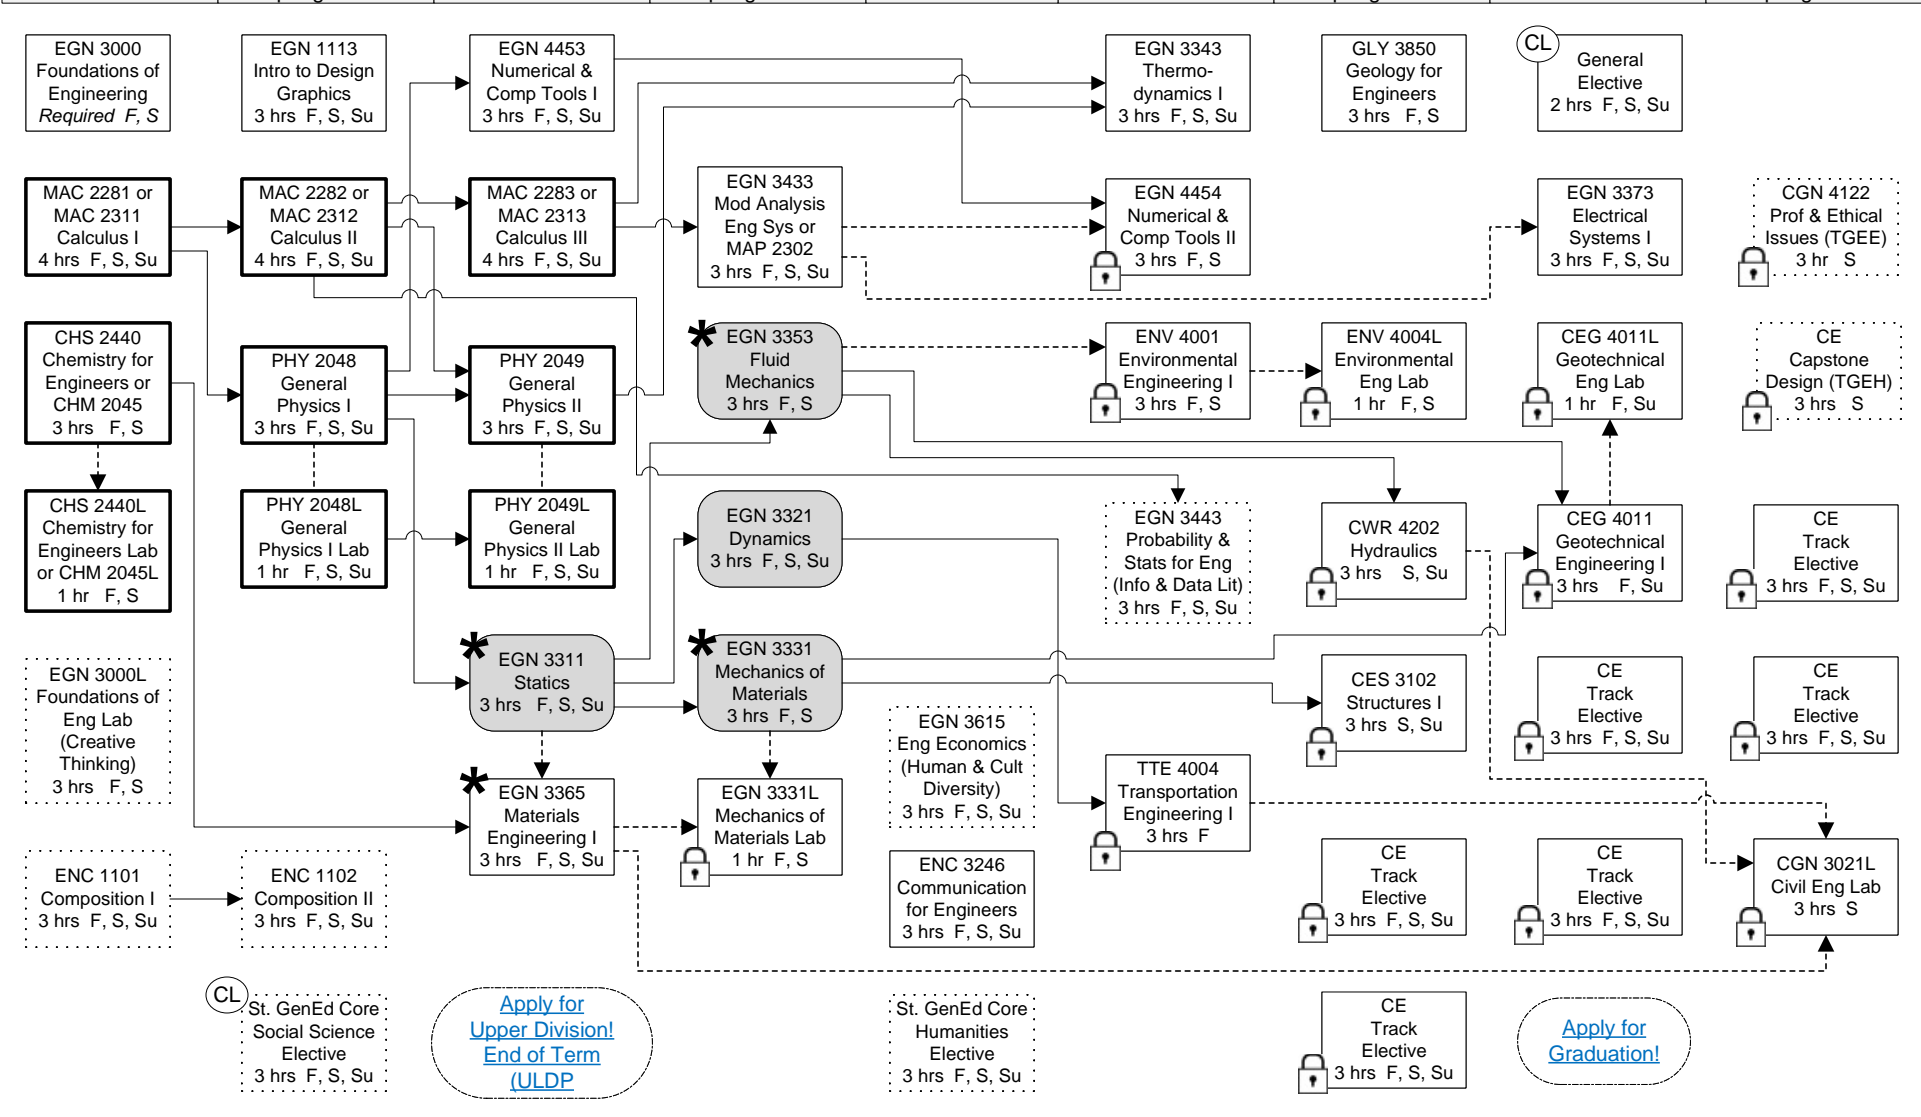 EGN 3000
Foundations of
Engineering
Required F, S
EGN 1113
Intro to Design
Graphics
3 hrs F, S, Su
EGN 4453
Numerical &
Comp Tools I
3 hrs F, S, Su
EGN 3343
Thermo-
dynamics I
3 hrs F, S, Su
GLY 3850
Geology for
Engineers
3 hrs F, S
CL
General
Elective
2 hrs F, S, Su
MAC 2281 or
MAC 2311
Calculus I
4 hrs F, S, Su
MAC 2282 or
MAC 2312
Calculus II
4 hrs F, S, Su
MAC 2283 or
MAC 2313
Calculus III
4 hrs F, S, Su
EGN 3433
Mod Analysis
Eng Sys or
MAP 2302
3 hrs F, S, Su
EGN 4454
Numerical &
Comp Tools II
3 hrs F, S
EGN 3373
Electrical
Systems I
3 hrs F, S, Su
CGN 4122
Prof & Ethical
Issues (TGEE)
3 hr S
CHS 2440
Chemistry for
Engineers or
CHM 2045
3 hrs F, S
PHY 2048
General
Physics I
3 hrs F, S, Su
PHY 2049
General
Physics II
3 hrs F, S, Su
*
EGN 3353
Fluid
Mechanics
3 hrs F, S
ENV 4001
Environmental
Engineering I
3 hrs F, S
ENV 4004L
Environmental
Eng Lab
1 hr F, S
CEG 4011L
Geotechnical
Eng Lab
1 hr F, Su
CE
Capstone
Design (TGEH)
3 hrs S
CHS 2440L
Chemistry for
Engineers Lab
or CHM 2045L
1 hr F, S
PHY 2048L
General
Physics I Lab
1 hr F, S, Su
PHY 2049L
General
Physics II Lab
1 hr F, S, Su
EGN 3321
Dynamics
3 hrs F, S, Su
EGN 3443
Probability &
Stats for Eng
(Info & Data Lit)
3 hrs F, S, Su
CWR 4202
Hydraulics
3 hrs S, Su
CEG 4011
Geotechnical
Engineering I
3 hrs F, Su
CE
Track
Elective
3 hrs F, S, Su
EGN 3000L
Foundations of
Eng Lab
(Creative
Thinking)
3 hrs F, S
*
EGN 3311
Statics
3 hrs F, S, Su
*
EGN 3331
Mechanics of
Materials
3 hrs F, S
EGN 3615
Eng Economics
(Human & Cult
Diversity)
3 hrs F, S, Su
CES 3102
Structures I
3 hrs S, Su
CE
Track
Elective
3 hrs F, S, Su
CE
Track
Elective
3 hrs F, S, Su
*
EGN 3365
Materials
Engineering I
3 hrs F, S, Su
EGN 3331L
Mechanics of
Materials Lab
1 hr F, S
TTE 4004
Transportation
Engineering I
3 hrs F
ENC 1101
Composition I
3 hrs F, S, Su
ENC 1102
Composition II
3 hrs F, S, Su
ENC 3246
Communication
for Engineers
3 hrs F, S, Su
CE
Track
Elective
3 hrs F, S, Su
CE
Track
Elective
3 hrs F, S, Su
CGN 3021L
Civil Eng Lab
3 hrs S
CL
St. GenEd Core
Social Science
Elective
3 hrs F, S, Su
Apply for
Upper Division!
End of Term
(ULDP
St. GenEd Core
Humanities
Elective
3 hrs F, S, Su
CE
Track
Elective
3 hrs F, S, Su
Apply for
Graduation!